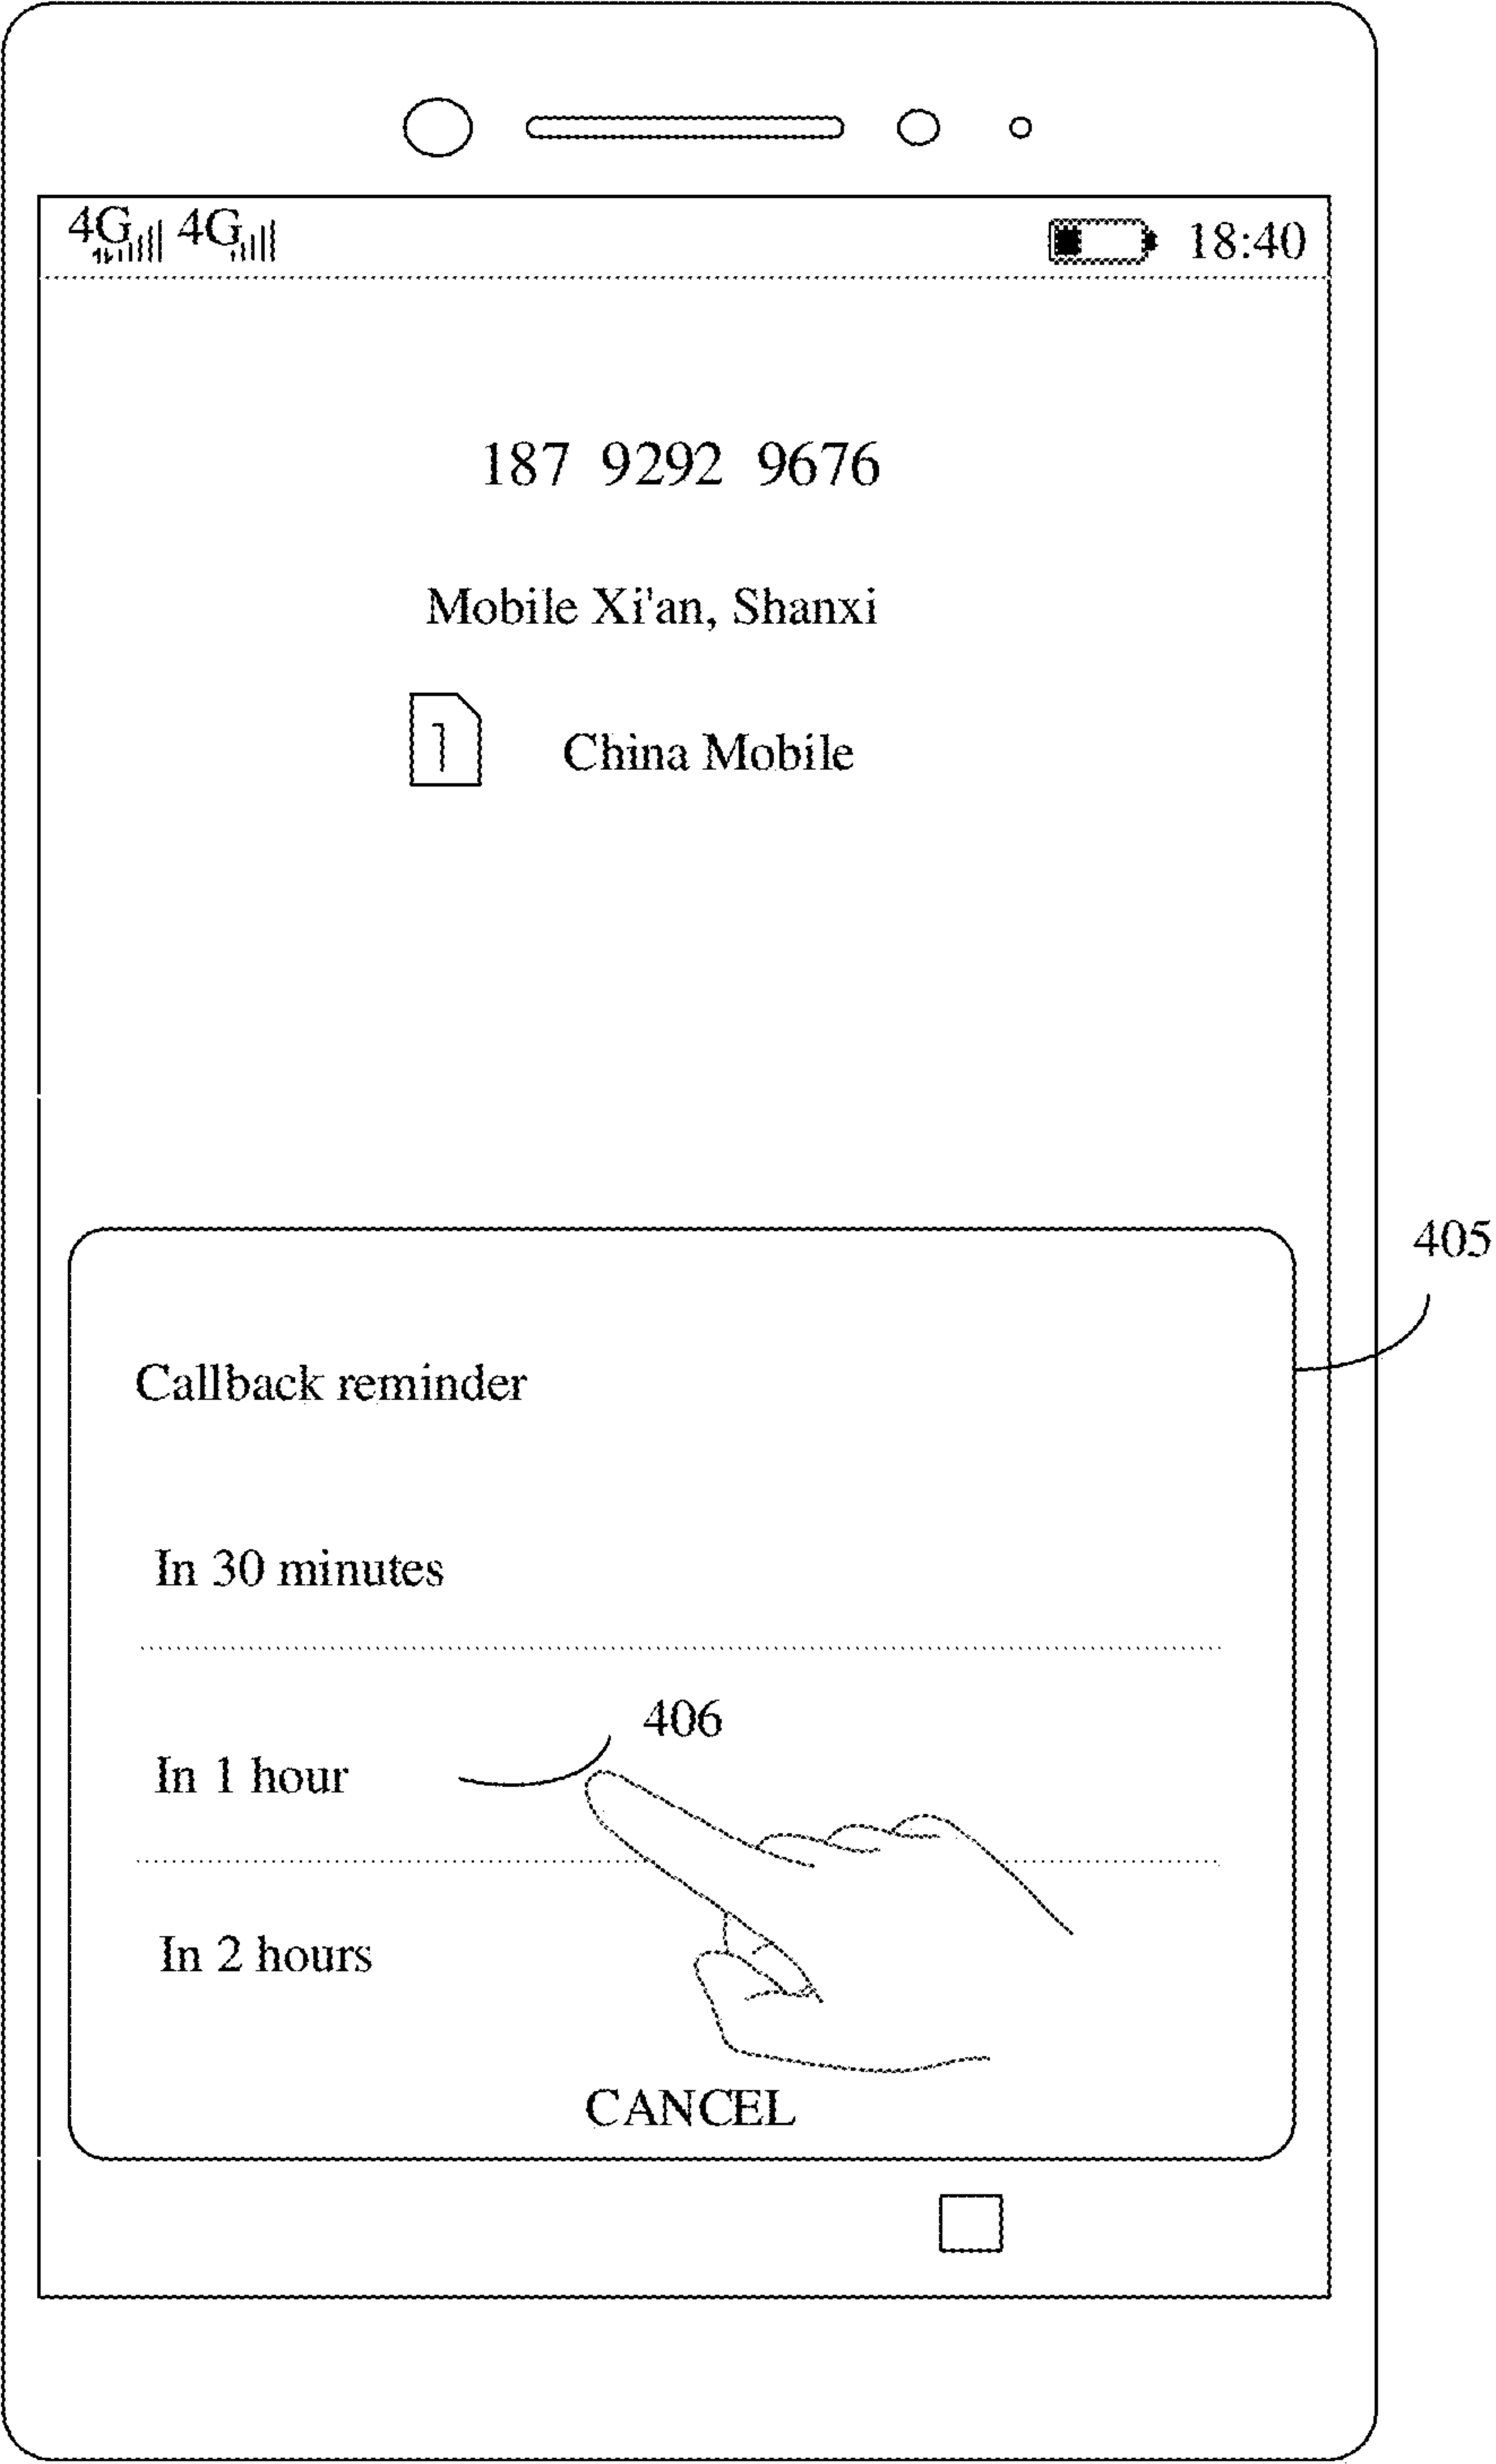 4G 4G 18:40
187 9292 9676
Mobile Xi'an, Shanxi
1 China Mobile
405
Callback reminder
In 30 minutes
406
In 1 hour
In 2 hours
CANCEL